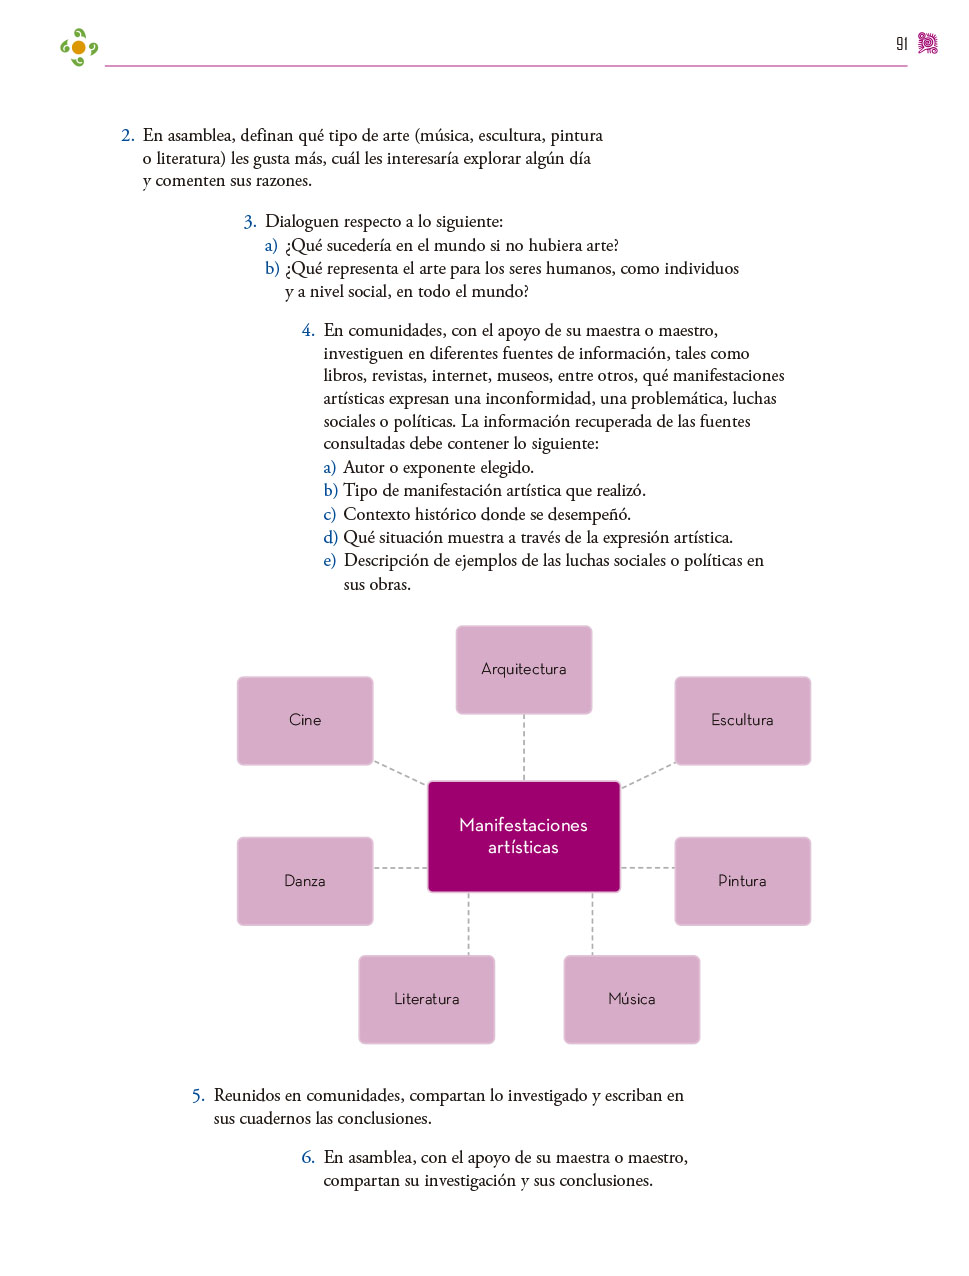 91
2. En asamblea, definan qué tipo de arte (música, escultura, pintura
o literatura) les gusta más, cuál les interesaría explorar algún día
y comenten sus razones.
3. Dialoguen respecto a lo siguiente:
a) ¿Qué sucedería en el mundo si no hubiera arte?
b) ¿Qué representa el arte para los seres humanos, como individuos
y a nivel social, en todo el mundo?
4. En comunidades, con el apoyo de su maestra o maestro,
investiguen en diferentes fuentes de información, tales como
libros, revistas, internet, museos, entre otros, qué manifestaciones
artísticas expresan una inconformidad, una problemática, luchas
sociales o políticas. La información recuperada de las fuentes
consultadas debe contener lo siguiente:
a) Autor o exponente elegido.
b) Tipo de manifestación artística que realizó.
c) Contexto histórico donde se desempeñó.
d) Qué situación muestra a través de la expresión artística.
e) Descripción de ejemplos de las luchas sociales o políticas en
sus obras.
Arquitectura
Cine
Escultura
Manifestaciones
artísticas
Danza
Pintura
Literatura
Música
5. Reunidos en comunidades, compartan lo investigado y escriban en
sus cuadernos las conclusiones.
6. En asamblea, con el apoyo de su maestra o maestro,
compartan su investigación y sus conclusiones.